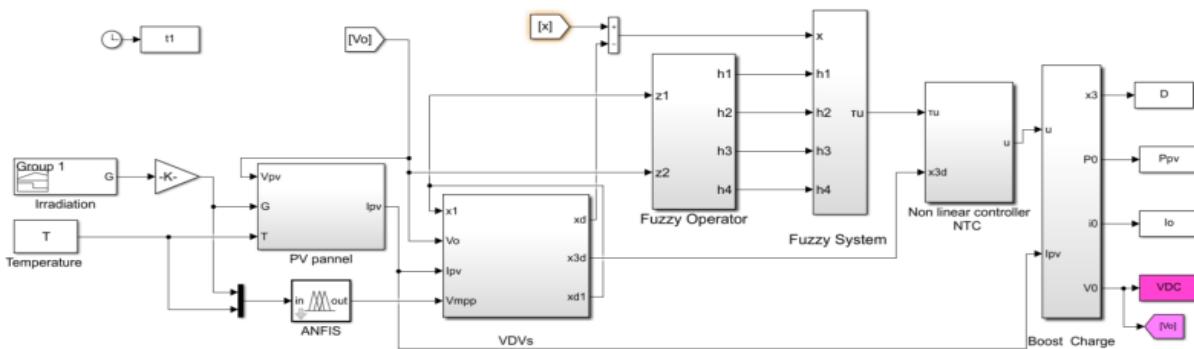 t1
[Vo]
[x]
+
−
Group 1
G
Irradiation
-K-
T
Temperature
Vpv
G
T
Ipv
PV pannel
in
out
ANFIS
x1
Vo
Ipv
Vmpp
xd
x3d
xd1
VDVs
z1
z2
h1
h2
h3
h4
Fuzzy Operator
x
h1
h2
h3
h4
τu
Fuzzy System
τu
x3d
u
Non linear controller
NTC
u
Ipv
x3
P0
i0
V0
Boost Charge
D
Ppv
Io
VDC
[Vo]